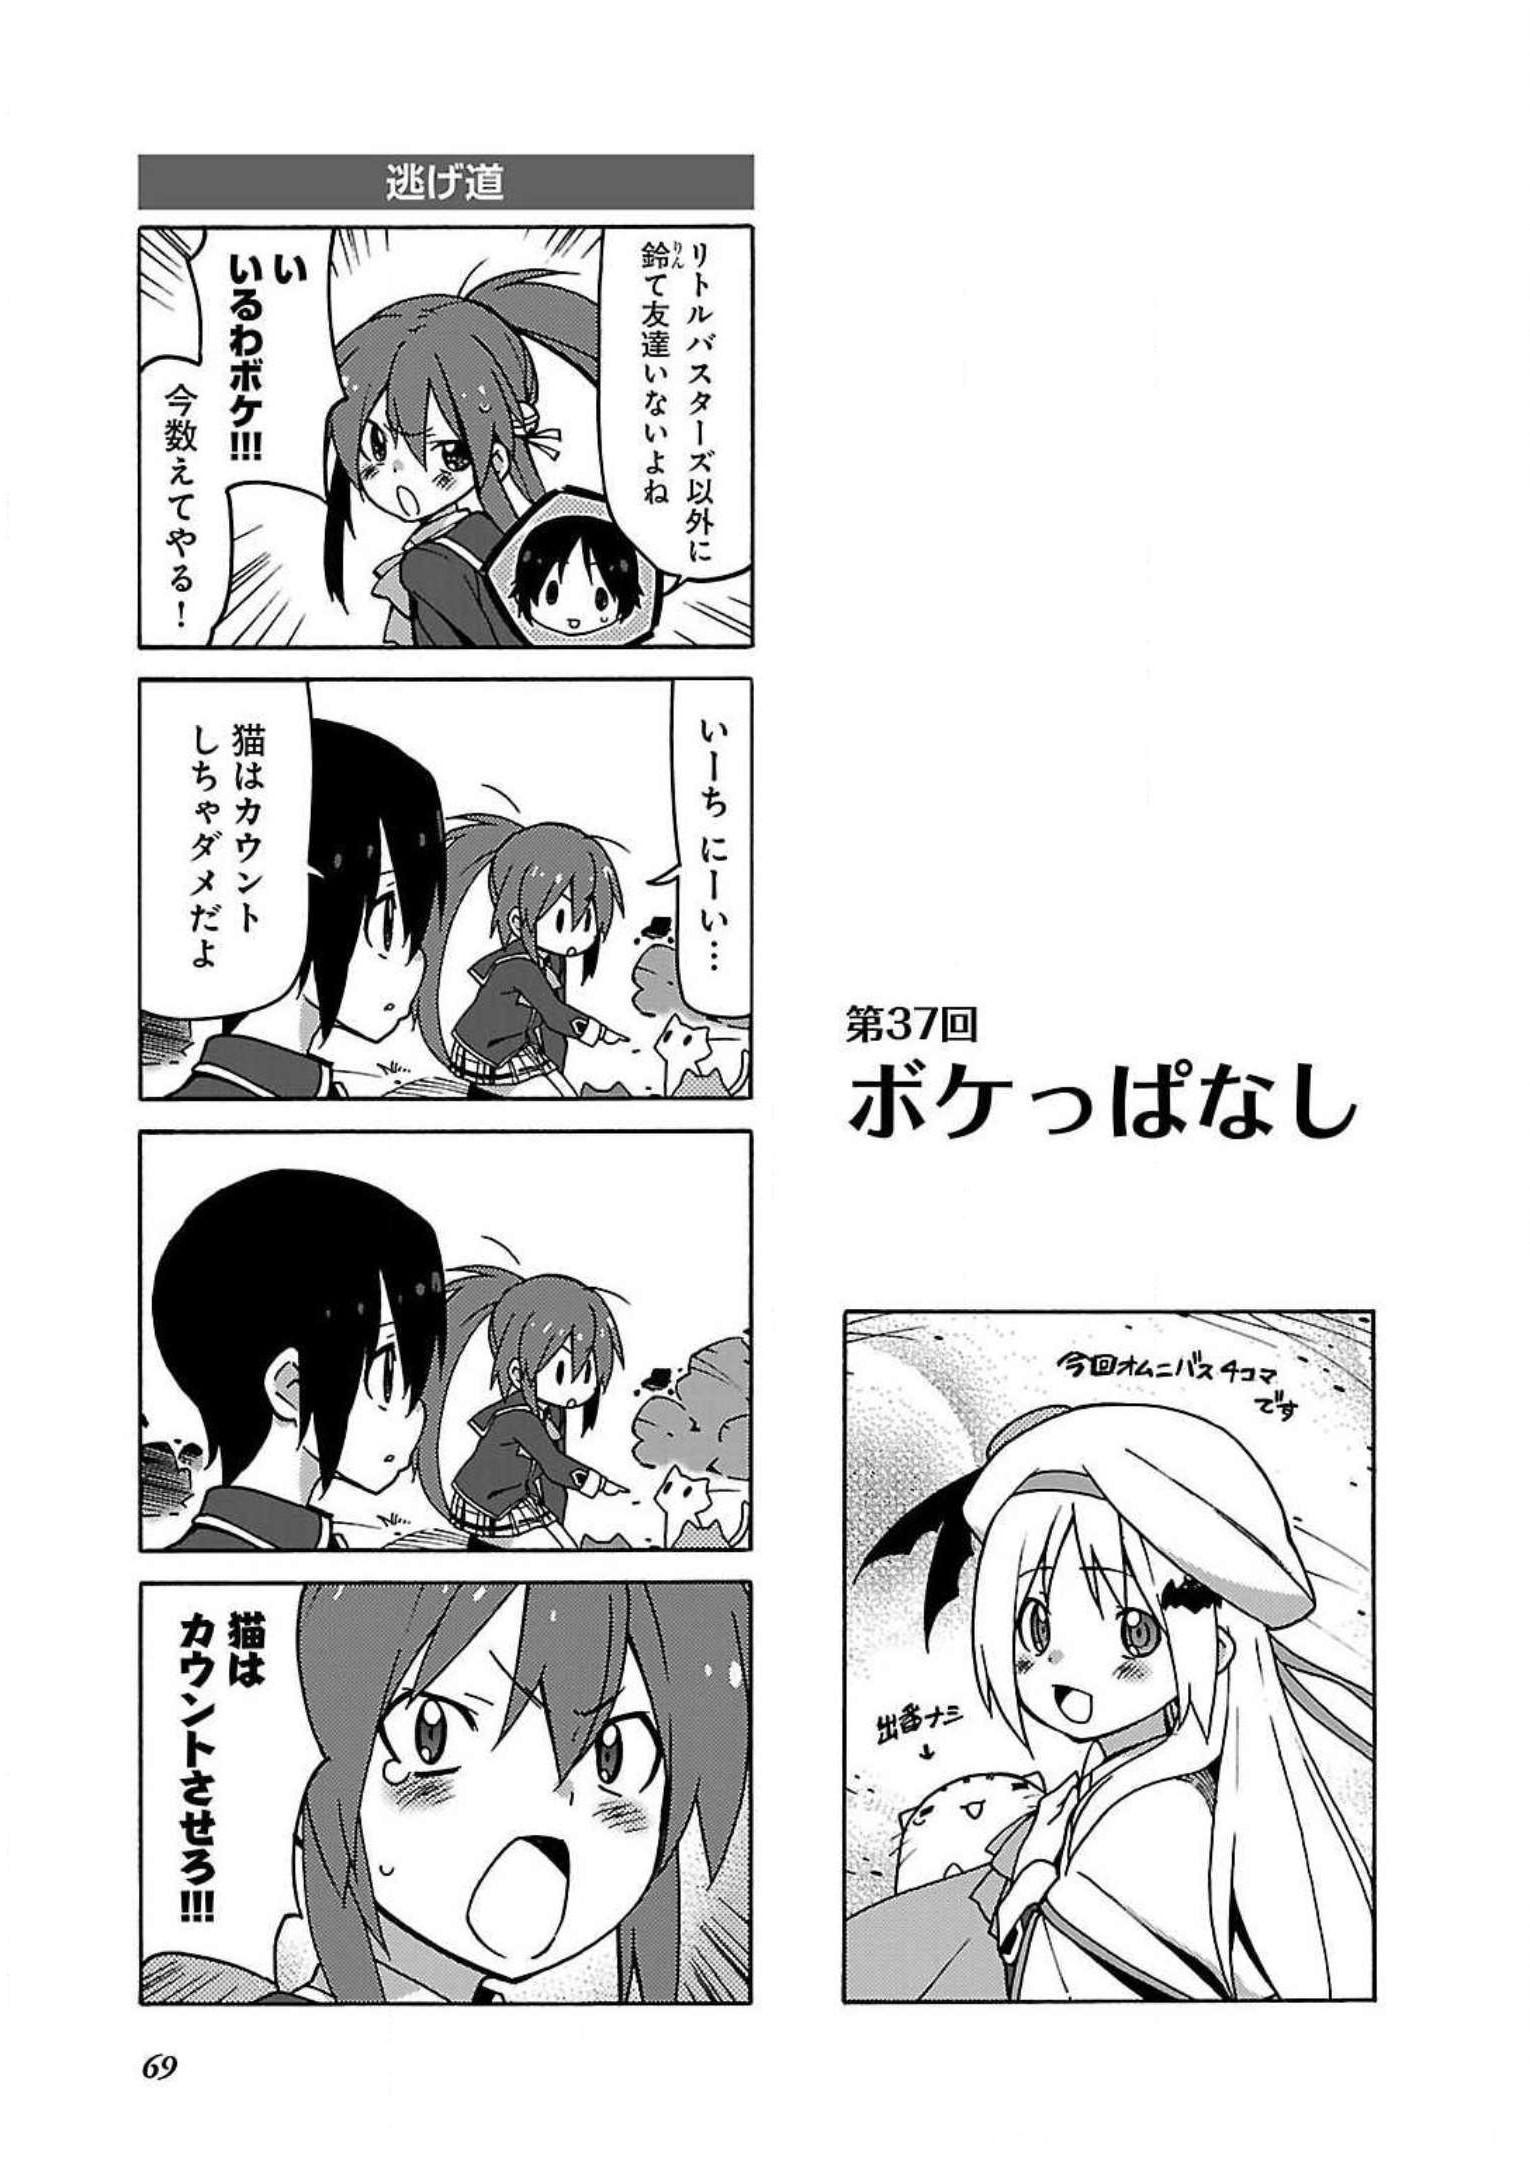 第37回
ボケっぱなし
今回オムニバス4コマ
です
出番ナシ
↓
逃げ道
リトルバスターズ以外に
鈴て友達いないよね
りん
い
いるわボケ!!!
今数えてやる!
いーち にーい…
猫はカウント
しちゃダメだよ
猫は
カウントさせろ!!!
69